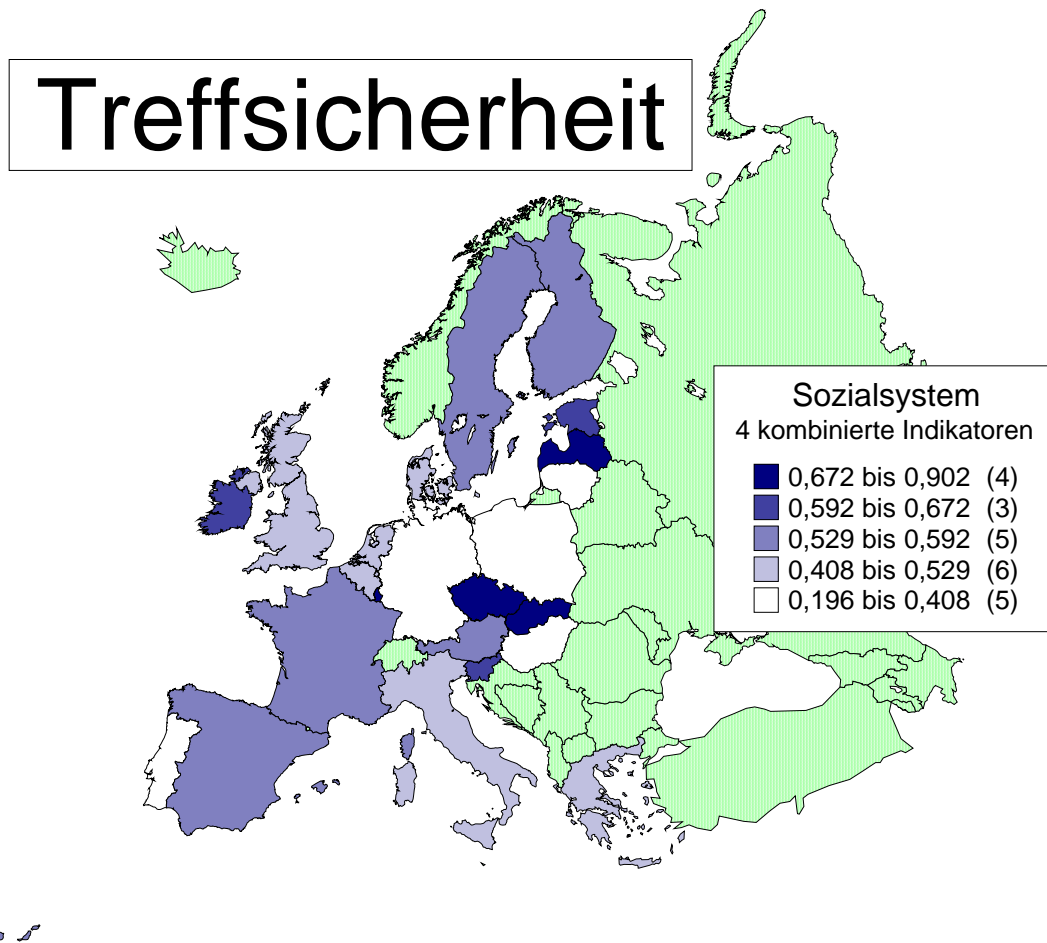 Treffsicherheit
Sozialsystem
4 kombinierte Indikatoren
0,672 bis 0,902 (4)
0,592 bis 0,672 (3)
0,529 bis 0,592 (5)
0,408 bis 0,529 (6)
0,196 bis 0,408 (5)